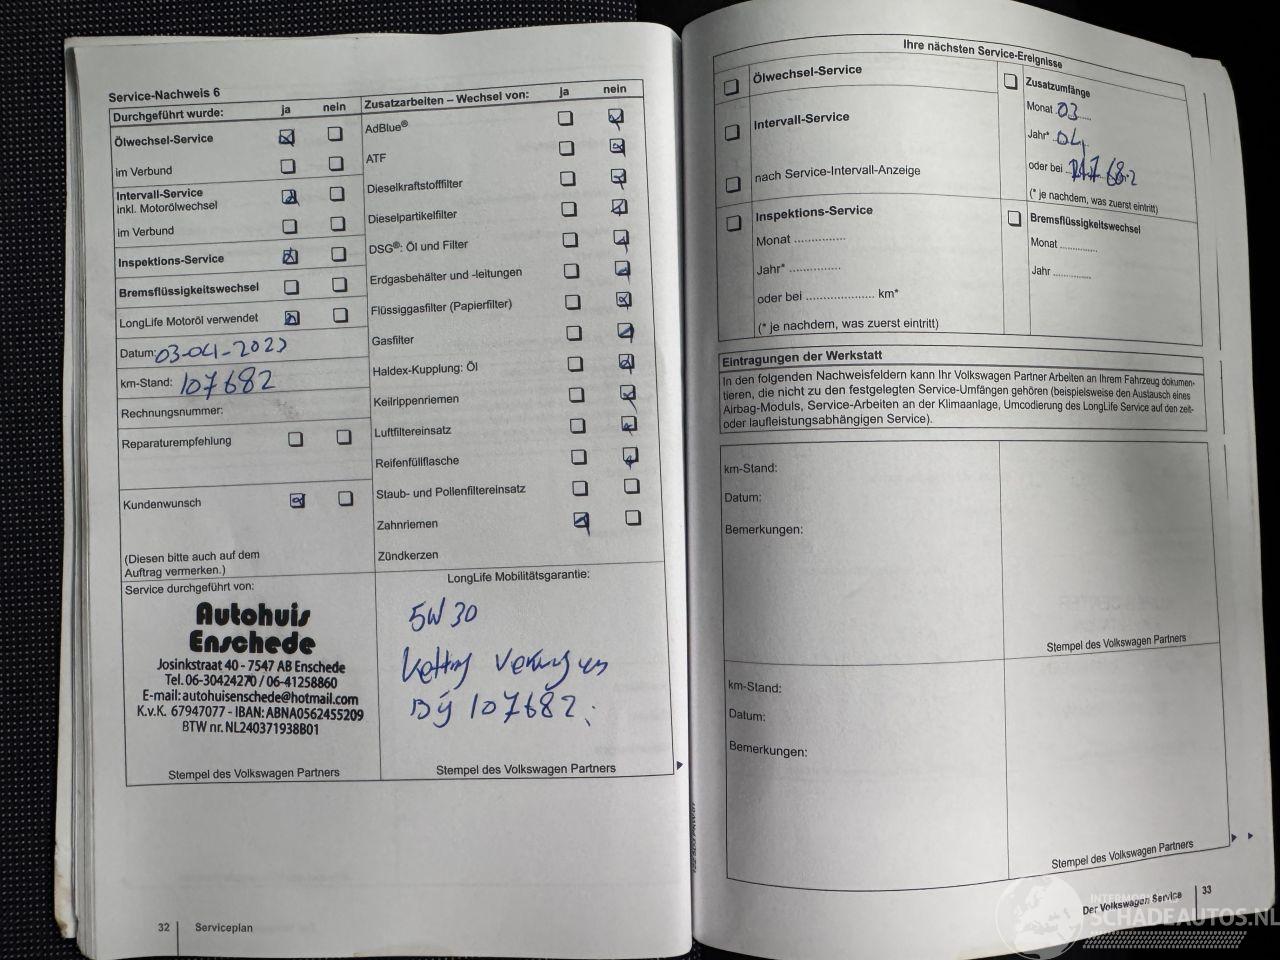 Service-Nachweis 6
Durchgeführt wurde: ja nein
Ölwechsel-Service
im Verbund
Intervall-Service
inkl. Motorölwechsel
im Verbund
Inspektions-Service
Bremsflüssigkeitswechsel
LongLife Motoröl verwendet
Datum: 03-04-2023
km-Stand: 107682
Rechnungsnummer:
Reparaturempfehlung
Kundenwunsch
(Diesen bitte auch auf dem
Auftrag vermerken.)
Service durchgeführt von:
Autohuis
Enschede
Josinkstraat 40 - 7547 AB Enschede
Tel. 06-30424270 / 06-41258860
E-mail: autohuisenschede@hotmail.com
K.v.K. 67947077 - IBAN: ABNA0562455209
BTW nr. NL240371938B01
Stempel des Volkswagen Partners
Zusatzarbeiten – Wechsel von: ja nein
AdBlue®
ATF
Dieselkraftstofffilter
Dieselpartikelfilter
DSG®: Öl und Filter
Erdgasbehälter und -leitungen
Flüssiggasfilter (Papierfilter)
Gasfilter
Haldex-Kupplung: Öl
Keilrippenriemen
Luftfiltereinsatz
Reifenfüllflasche
Staub- und Pollenfiltereinsatz
Zahnriemen
Zündkerzen
LongLife Mobilitätsgarantie:
5W30
Ketting
Bij 107682
Stempel des Volkswagen Partners
32 Serviceplan
Ihre nächsten Service-Ereignisse
Ölwechsel-Service
Intervall-Service
nach Service-Intervall-Anzeige
Inspektions-Service
Monat ...............
Jahr* ...............
oder bei .................... km*
(* je nachdem, was zuerst eintritt)
Zusatzumfänge
Monat 03
Jahr* 04
oder bei
(* je nachdem, was zuerst eintritt)
Bremsflüssigkeitswechsel
Monat ...............
Jahr ...............
Eintragungen der Werkstatt
In den folgenden Nachweisfeldern kann Ihr Volkswagen Partner Arbeiten an Ihrem Fahrzeug dokumen-
tieren, die nicht zu den festgelegten Service-Umfängen gehören (beispielsweise den Austausch eines
Airbag-Moduls, Service-Arbeiten an der Klimaanlage, Umcodierung des LongLife Service auf den zeit-
oder laufleistungsabhängigen Service).
km-Stand:
Datum:
Bemerkungen:
Stempel des Volkswagen Partners
km-Stand:
Datum:
Bemerkungen:
Stempel des Volkswagen Partners
Der Volkswagen Service 33
SCHADEAUTOS.NL